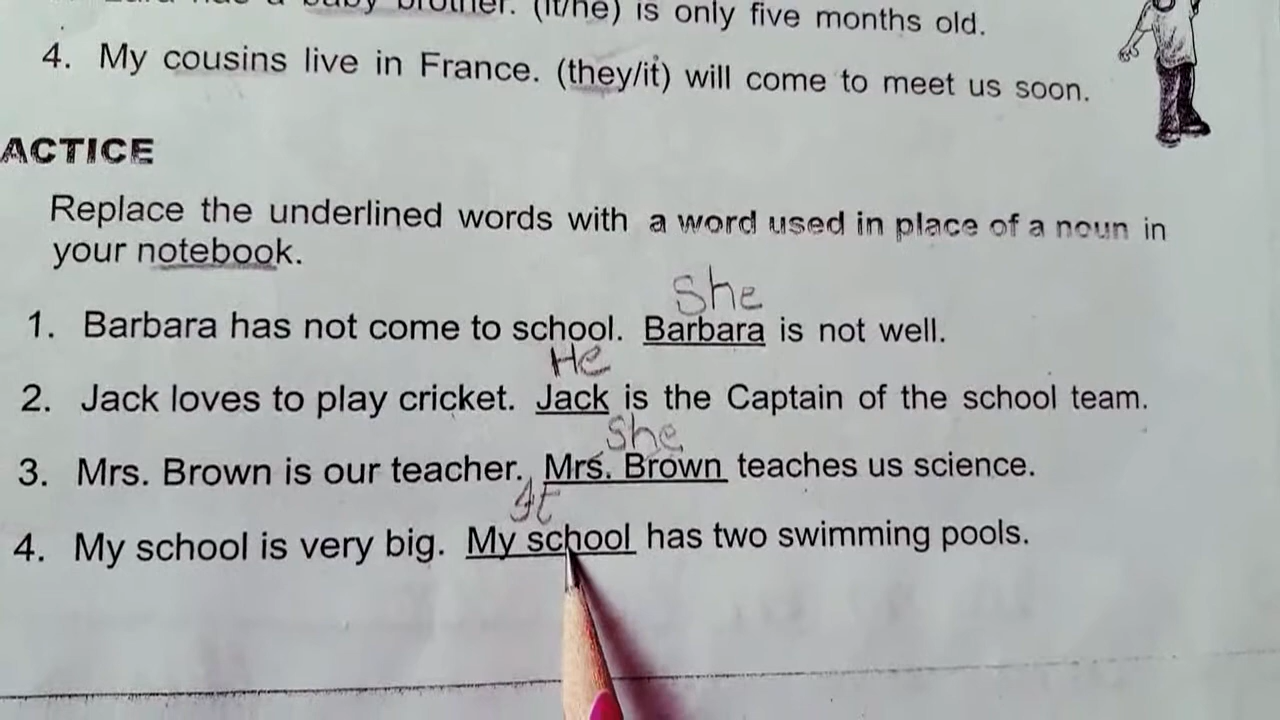 baby brother. (it/he) is only five months old.
4. My cousins live in France. (they/it) will come to meet us soon.
ACTICE
Replace the underlined words with a word used in place of a noun in
your notebook.
She
1. Barbara has not come to school. Barbara is not well.
He
2. Jack loves to play cricket. Jack is the Captain of the school team.
She
3. Mrs. Brown is our teacher. Mrs. Brown teaches us science.
It
4. My school is very big. My school has two swimming pools.